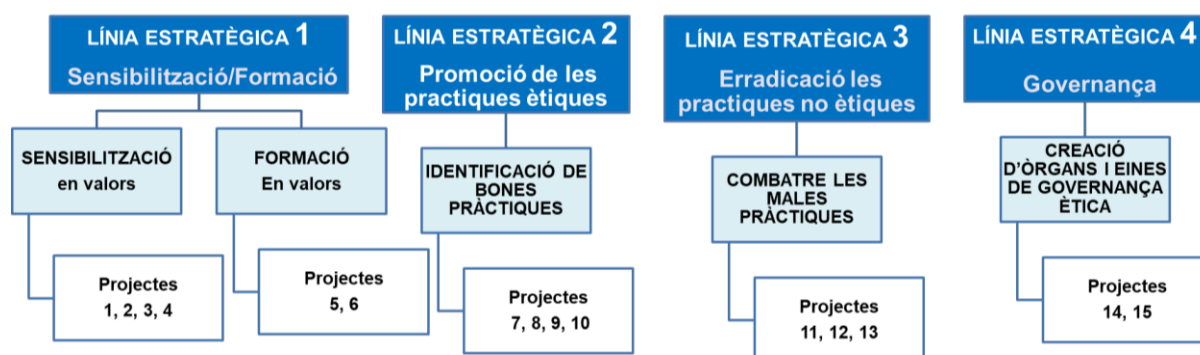 LÍNIA ESTRATÈGICA 1
Sensibilització/Formació
SENSIBILITZACIÓ
en valors
Projectes
1, 2, 3, 4
FORMACIÓ
En valors
Projectes
5, 6
LÍNIA ESTRATÈGICA 2
Promoció de les
practiques ètiques
IDENTIFICACIÓ DE
BONES
PRÀCTIQUES
Projectes
7, 8, 9, 10
LÍNIA ESTRATÈGICA 3
Erradicació les
practiques no ètiques
COMBATRE LES
MALES
PRÀCTIQUES
Projectes
11, 12, 13
LÍNIA ESTRATÈGICA 4
Governança
CREACIÓ
D'ÒRGANS I EINES
DE GOVERNANÇA
ÈTICA
Projectes
14, 15